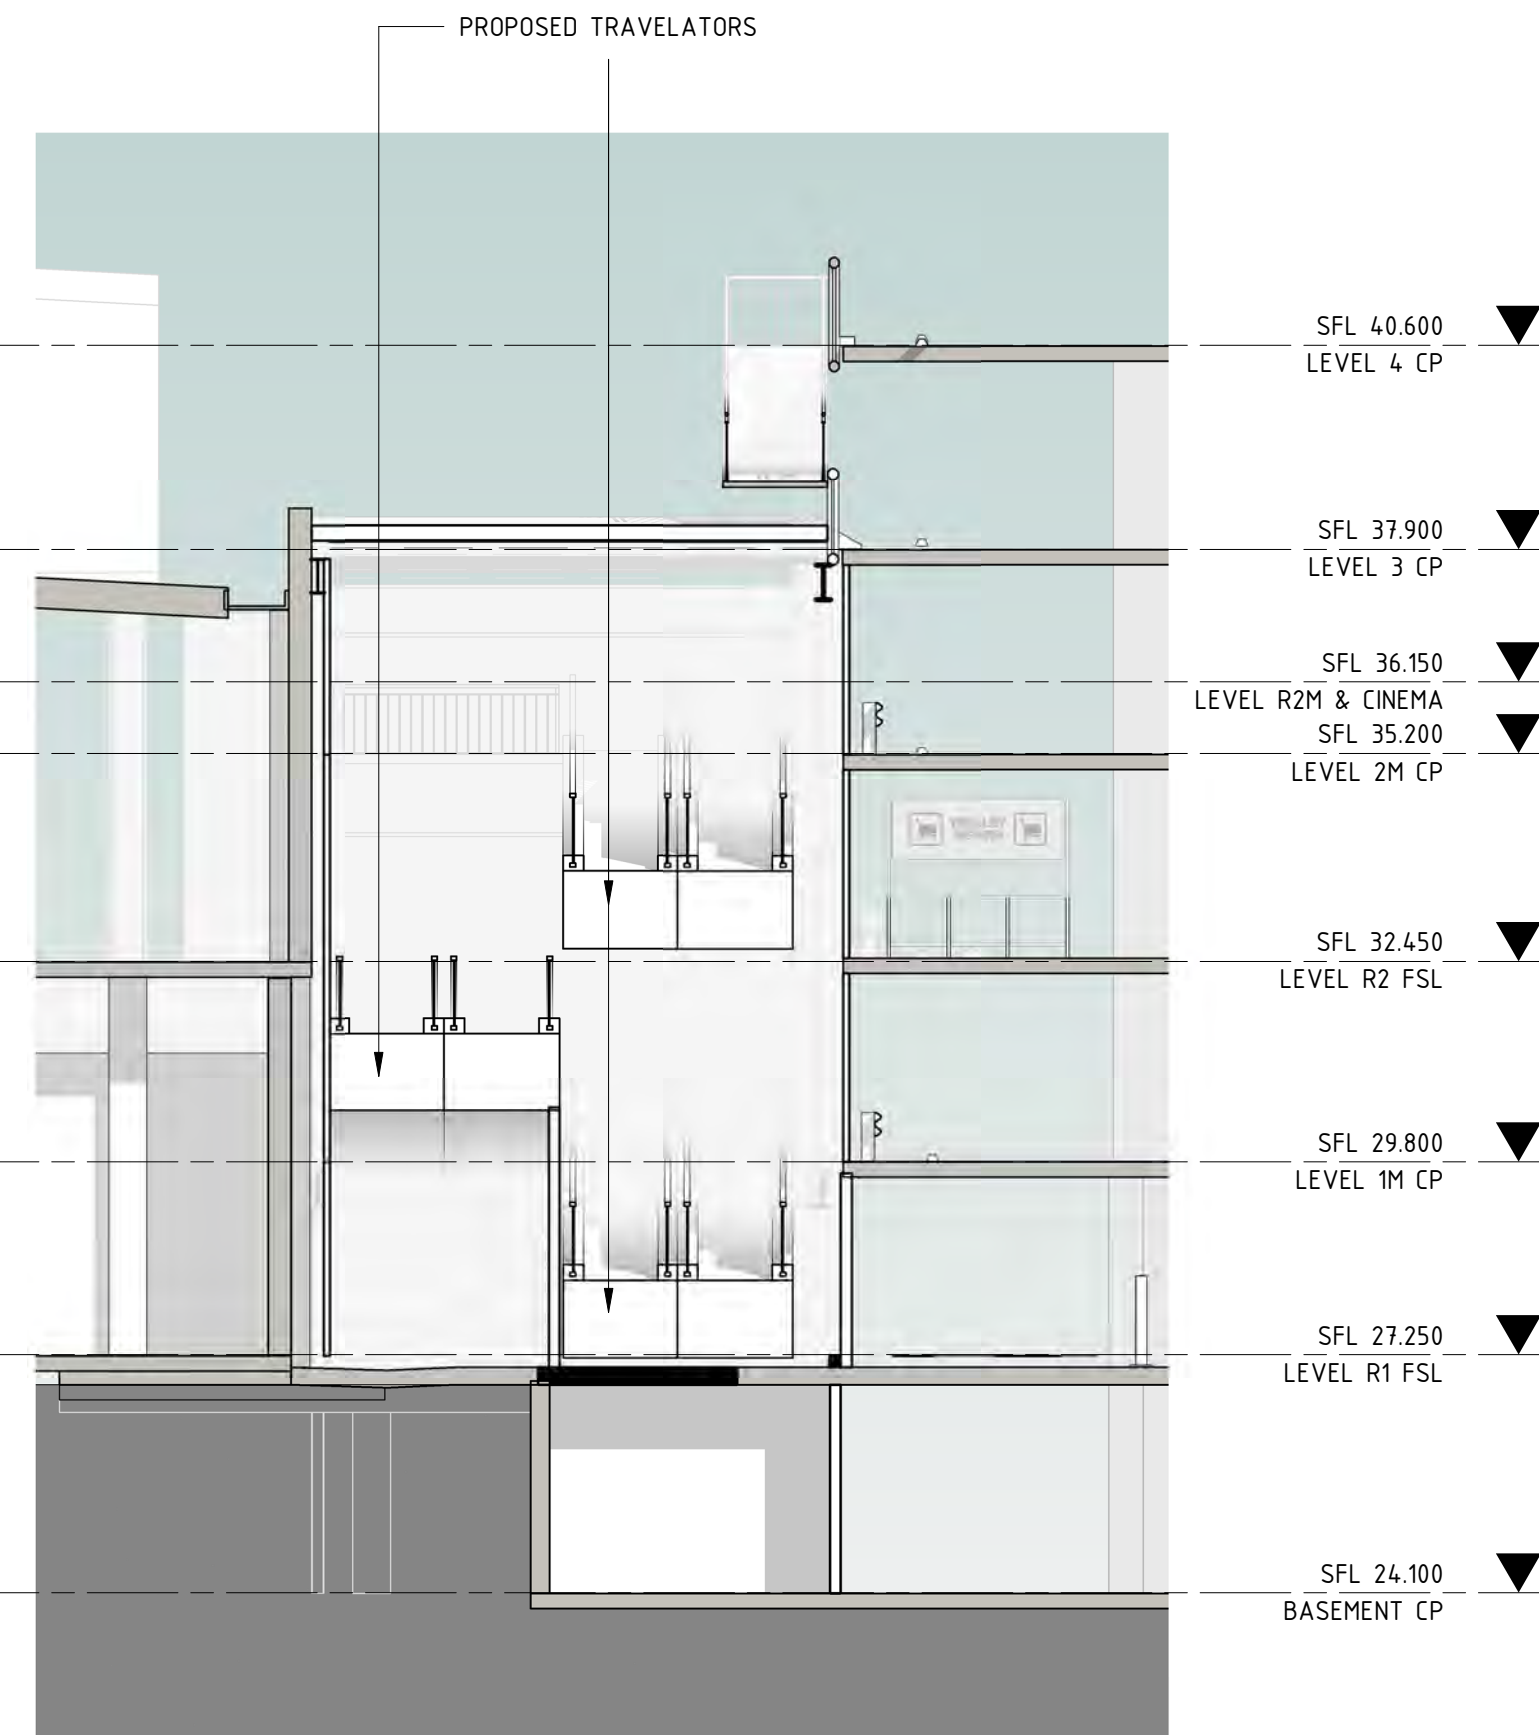 PROPOSED TRAVELATORS
SFL 40.600
LEVEL 4 CP
SFL 37.900
LEVEL 3 CP
SFL 36.150
LEVEL R2M & CINEMA
SFL 35.200
LEVEL 2M CP
SFL 32.450
LEVEL R2 FSL
SFL 29.800
LEVEL 1M CP
SFL 27.250
LEVEL R1 FSL
SFL 24.100
BASEMENT CP